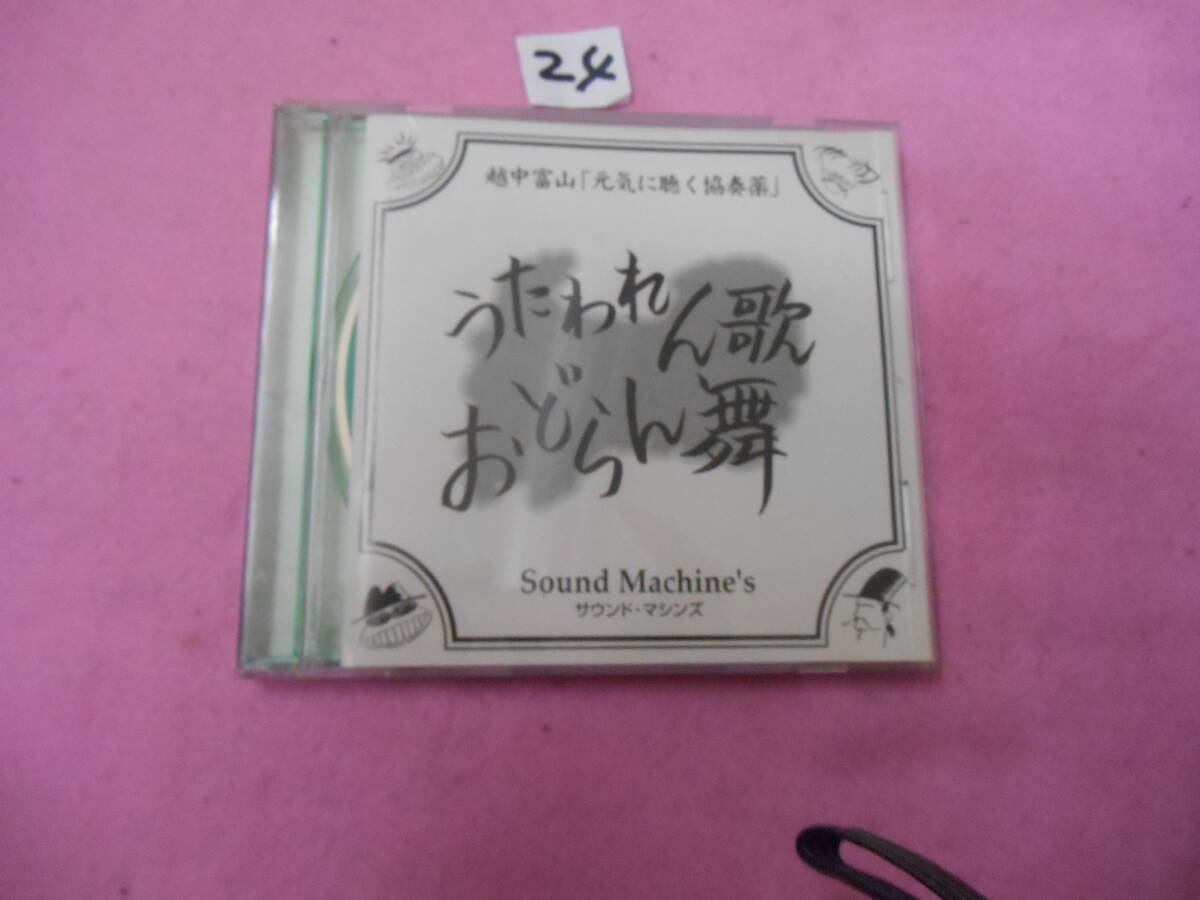 24
越中富山「元気に聴く協奏薬」
うたわれん歌
おどらん舞
Sound Machine's
サウンド・マシンズ